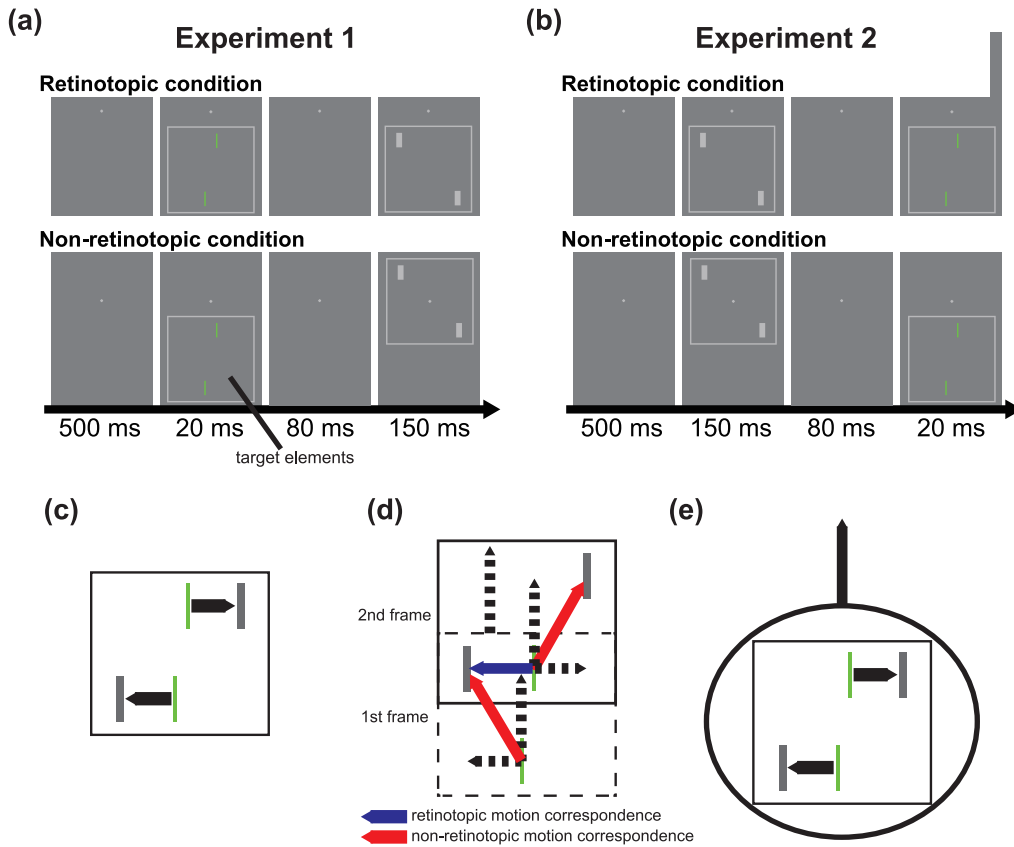 (a)
Experiment 1
Retinotopic condition
Non-retinotopic condition
500 ms 20 ms 80 ms 150 ms
target elements
(b)
Experiment 2
Retinotopic condition
Non-retinotopic condition
500 ms 150 ms 80 ms 20 ms
(c)
(d)
2nd frame
1st frame
retinotopic motion correspondence
non-retinotopic motion correspondence
(e)